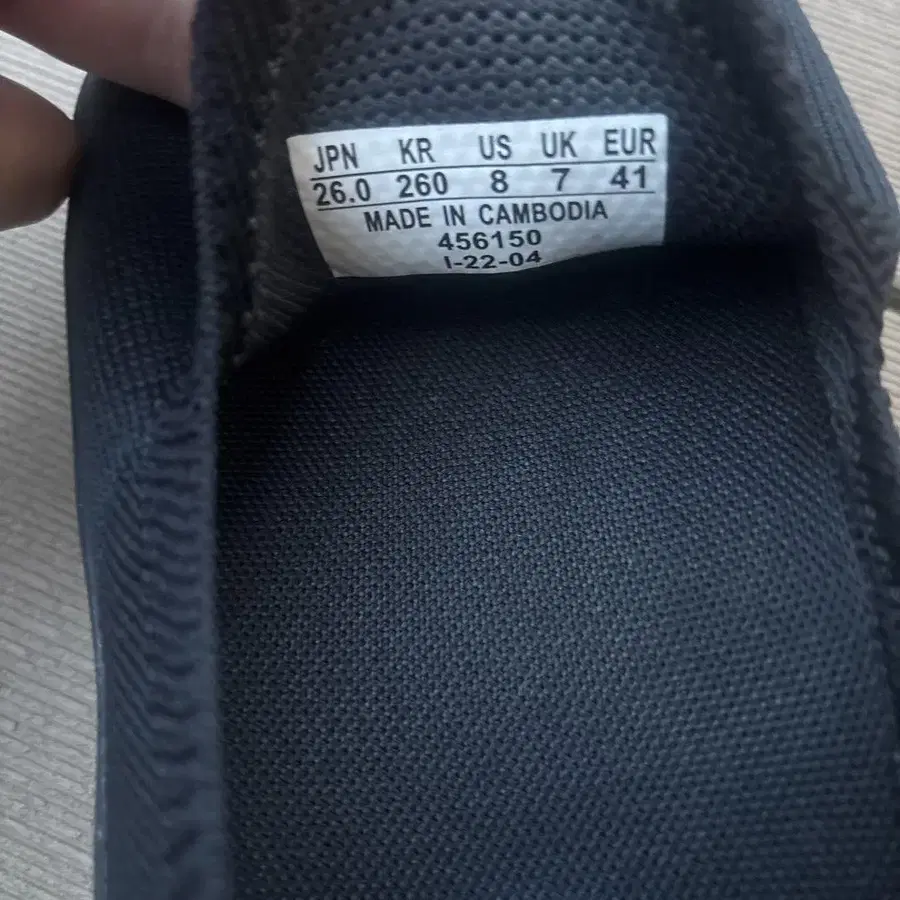 JPN KR US UK EUR
26.0 260 8 7 41
MADE IN CAMBODIA
456150
I-22-04